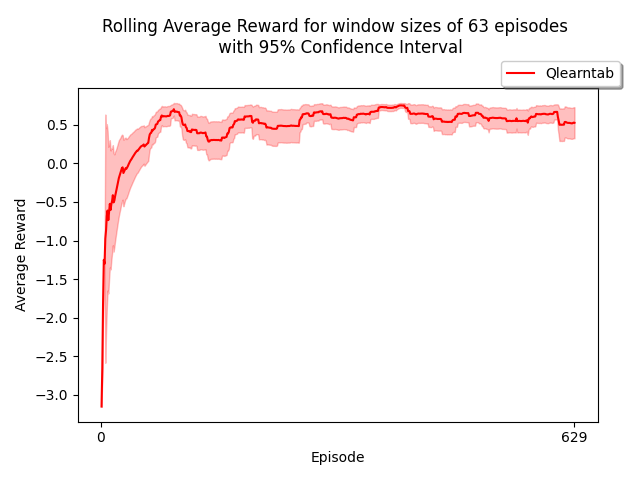 Rolling Average Reward for window sizes of 63 episodes
with 95% Confidence Interval
Qlearntab
0.5
0.0
−0.5
−1.0
−1.5
−2.0
−2.5
−3.0
Average Reward
0
629
Episode